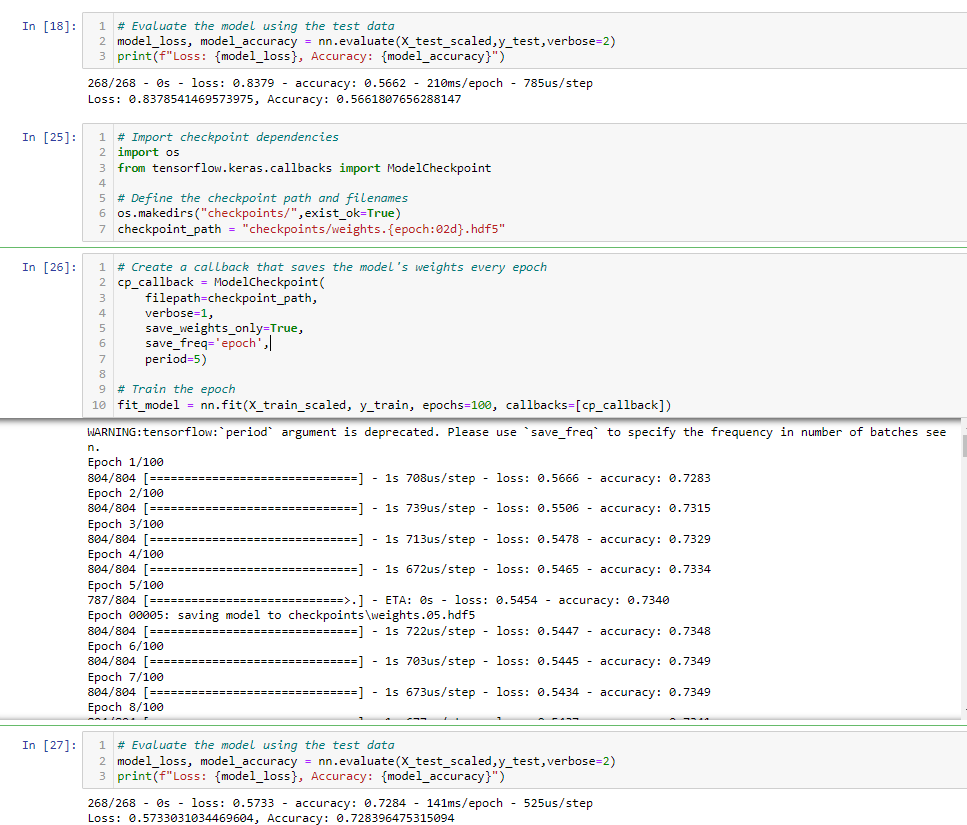 In [18]:
1 # Evaluate the model using the test data
2 model_loss, model_accuracy = nn.evaluate(X_test_scaled,y_test,verbose=2)
3 print(f"Loss: {model_loss}, Accuracy: {model_accuracy}")
268/268 - 0s - loss: 0.8379 - accuracy: 0.5662 - 210ms/epoch - 785us/step
Loss: 0.8378541469573975, Accuracy: 0.5661807656288147
In [25]:
1 # Import checkpoint dependencies
2 import os
3 from tensorflow.keras.callbacks import ModelCheckpoint
4
5 # Define the checkpoint path and filenames
6 os.makedirs("checkpoints/",exist_ok=True)
7 checkpoint_path = "checkpoints/weights.{epoch:02d}.hdf5"
In [26]:
1 # Create a callback that saves the model's weights every epoch
2 cp_callback = ModelCheckpoint(
3     filepath=checkpoint_path,
4     verbose=1,
5     save_weights_only=True,
6     save_freq='epoch',
7     period=5)
8
9 # Train the epoch
10 fit_model = nn.fit(X_train_scaled, y_train, epochs=100, callbacks=[cp_callback])
WARNING:tensorflow:`period` argument is deprecated. Please use `save_freq` to specify the frequency in number of batches see
n.
Epoch 1/100
804/804 [==============================] - 1s 708us/step - loss: 0.5666 - accuracy: 0.7283
Epoch 2/100
804/804 [==============================] - 1s 739us/step - loss: 0.5506 - accuracy: 0.7315
Epoch 3/100
804/804 [==============================] - 1s 713us/step - loss: 0.5478 - accuracy: 0.7329
Epoch 4/100
804/804 [==============================] - 1s 672us/step - loss: 0.5465 - accuracy: 0.7334
Epoch 5/100
787/804 [============================>.] - ETA: 0s - loss: 0.5454 - accuracy: 0.7340
Epoch 00005: saving model to checkpoints\weights.05.hdf5
804/804 [==============================] - 1s 722us/step - loss: 0.5447 - accuracy: 0.7348
Epoch 6/100
804/804 [==============================] - 1s 703us/step - loss: 0.5445 - accuracy: 0.7349
Epoch 7/100
804/804 [==============================] - 1s 673us/step - loss: 0.5434 - accuracy: 0.7349
Epoch 8/100
In [27]:
1 # Evaluate the model using the test data
2 model_loss, model_accuracy = nn.evaluate(X_test_scaled,y_test,verbose=2)
3 print(f"Loss: {model_loss}, Accuracy: {model_accuracy}")
268/268 - 0s - loss: 0.5733 - accuracy: 0.7284 - 141ms/epoch - 525us/step
Loss: 0.5733031034469604, Accuracy: 0.728396475315094